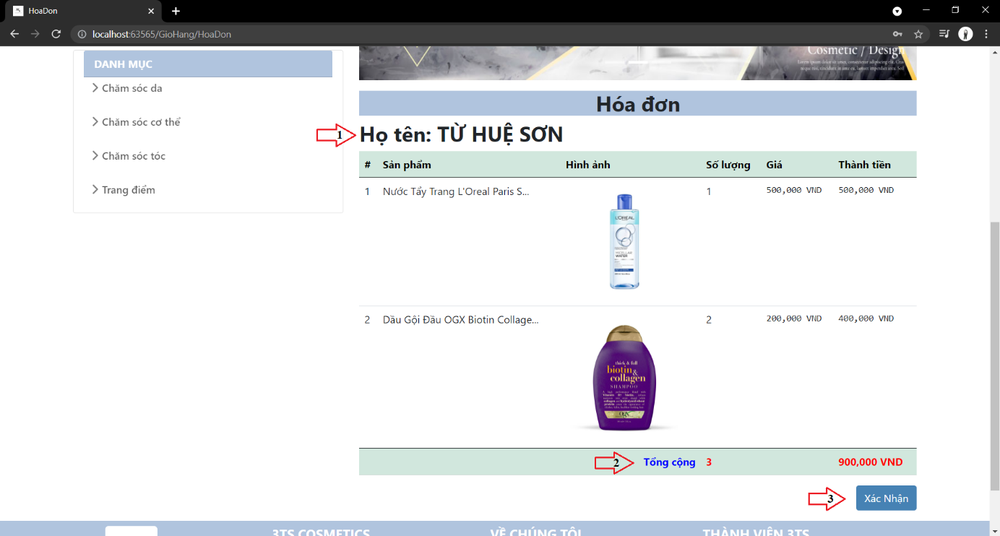 HoaDon
localhost:63565/GioHang/HoaDon
Cosmetic / Design
DANH MỤC
Chăm sóc da
Chăm sóc cơ thể
Chăm sóc tóc
Trang điểm
Hóa đơn
1
Họ tên: TỪ HUỆ SƠN
# Sản phẩm Hình ảnh Số lượng Giá Thành tiền
1 Nước Tẩy Trang L'Oreal Paris S... 1 500,000 VND 500,000 VND
L'OREAL
MICELLAR
WATER
2 Dầu Gội Đầu OGX Biotin Collage... 2 200,000 VND 400,000 VND
thick & full
biotin &
collagen
SHAMPOO
OGX
2 Tổng cộng 3 900,000 VND
3 Xác Nhận
3TS COSMETICS VỀ CHÚNG TÔI THÀNH VIÊN 3TS